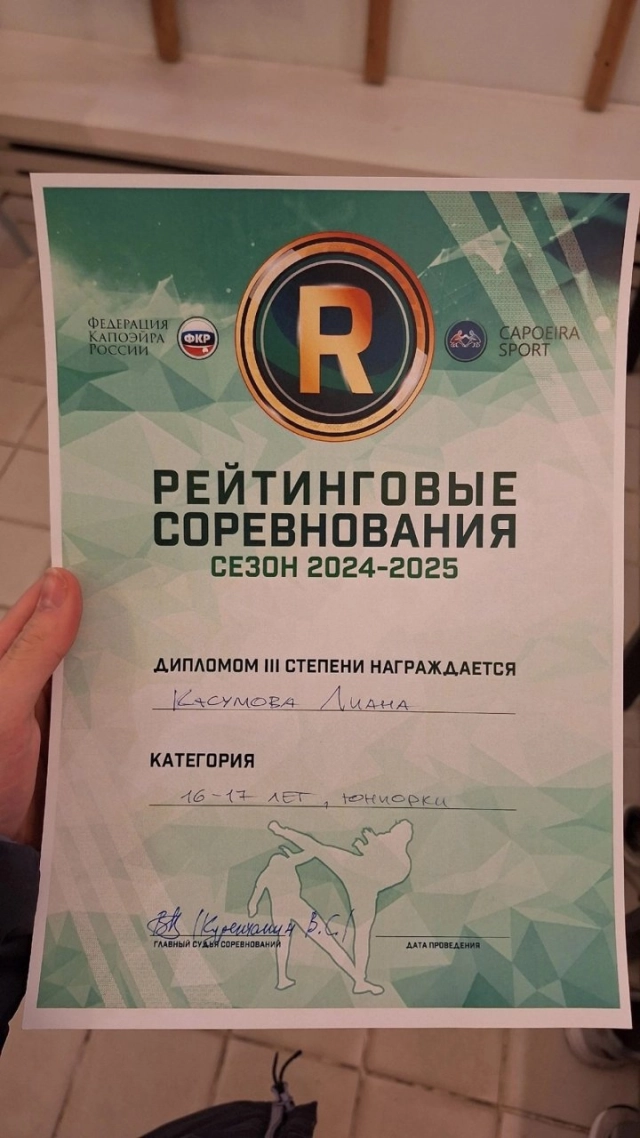 ФЕДЕРАЦИЯ
КАПОЭЙРА
РОССИИ
ФКР
R
CAPOEIRA
SPORT
РЕЙТИНГОВЫЕ
СОРЕВНОВАНИЯ
СЕЗОН 2024-2025
ДИПЛОМОМ III СТЕПЕНИ НАГРАЖДАЕТСЯ
КАСУМОВА ЛИАНА
КАТЕГОРИЯ
16-17 ЛЕТ, ЮНИОРКИ
В.С./
ГЛАВНЫЙ СУДЬЯ СОРЕВНОВАНИЙ
ДАТА ПРОВЕДЕНИЯ